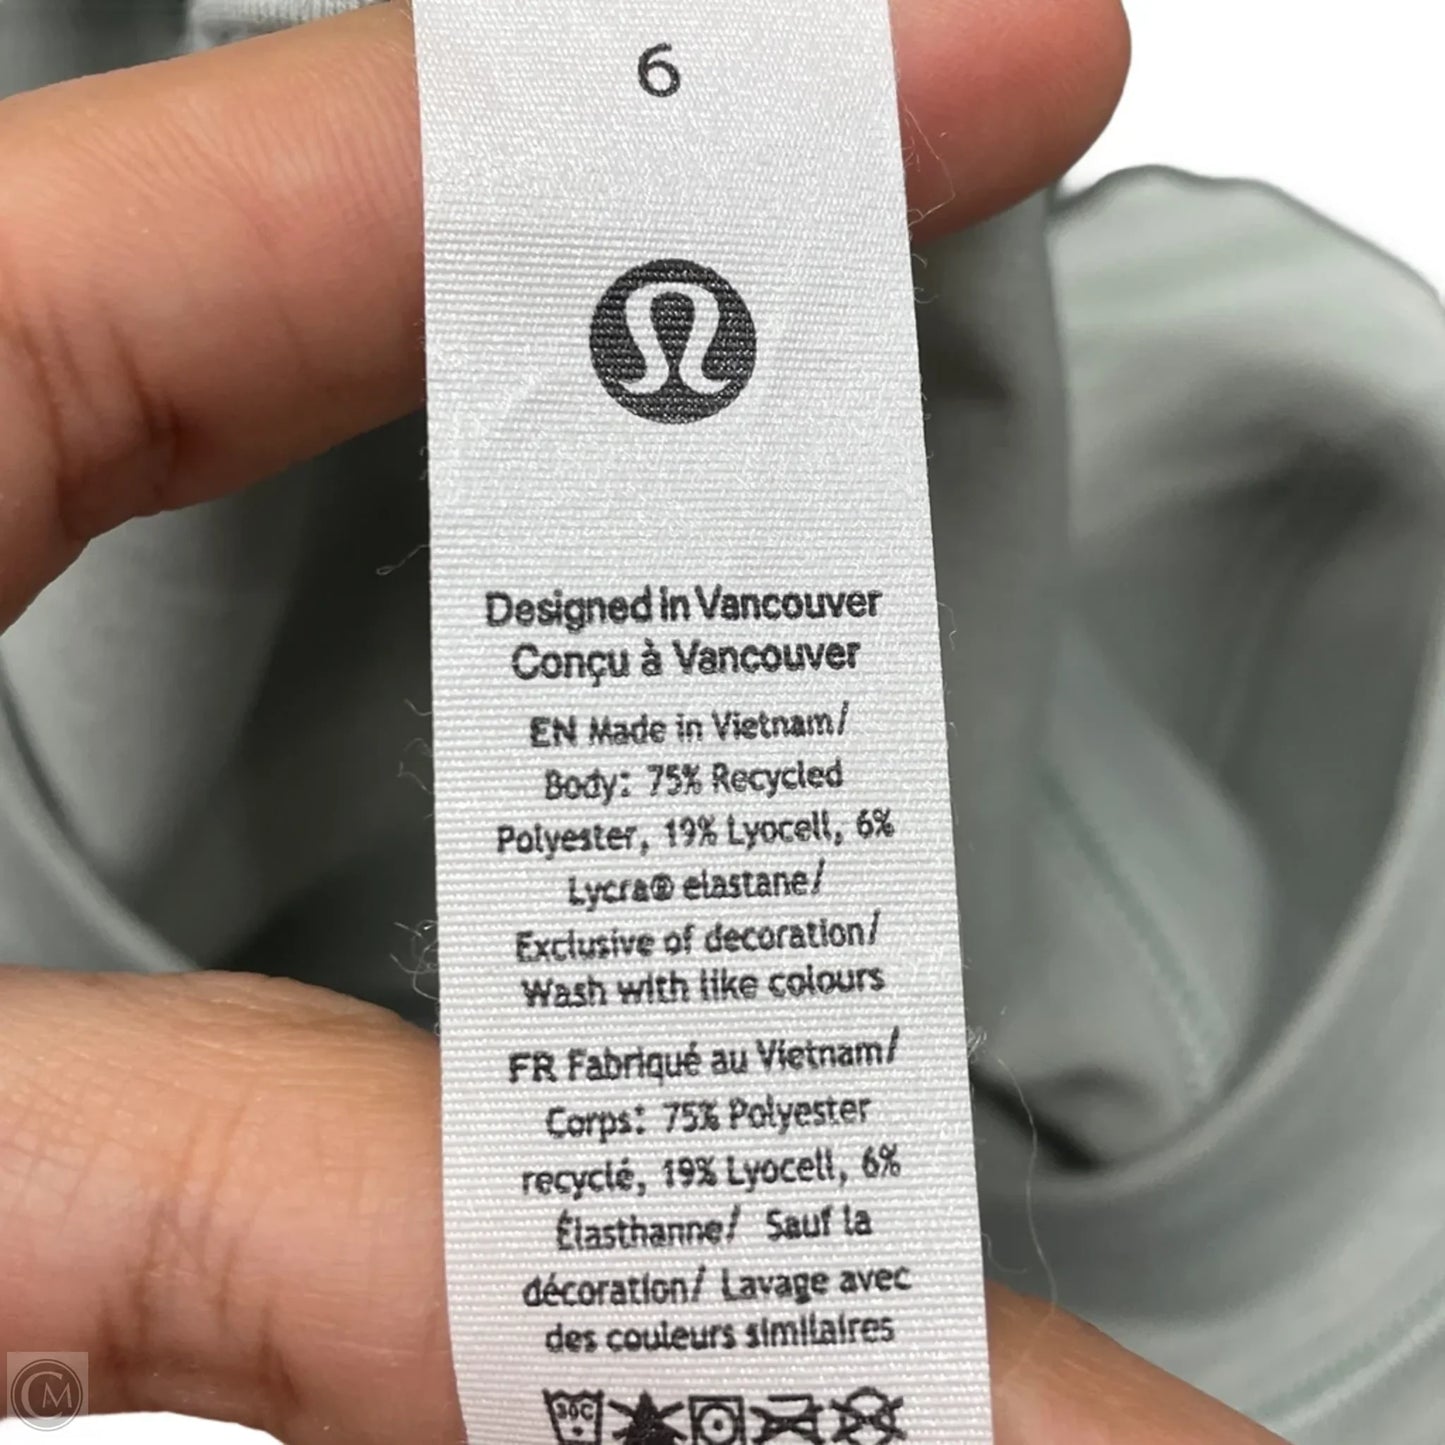 6
Designed in Vancouver
Conçu à Vancouver
EN Made in Vietnam/
Body: 75% Recycled
Polyester, 19% Lyocell, 6%
Lycra® elastane/
Exclusive of decoration/
Wash with like colours
FR Fabriqué au Vietnam/
Corps: 75% Polyester
recyclé, 19% Lyocell, 6%
Élasthanne/ Sauf la
décoration/ Lavage avec
des couleurs similaires
30C
CM